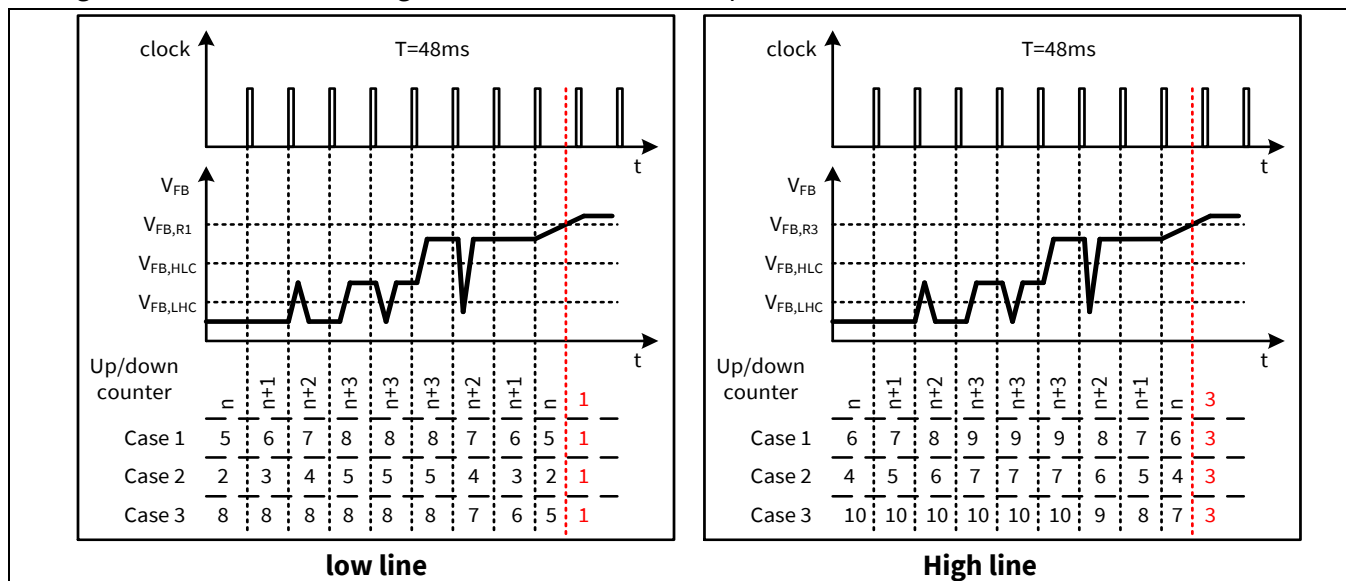 clock
T=48ms
t
VFB
VFB,R1
VFB,HLC
VFB,LHC
t
Up/down
counter
n n+1 n+2 n+3 n+3 n+3 n+2 n+1 n 1
Case 1 5 6 7 8 8 8 7 6 5 1
Case 2 2 3 4 5 5 5 4 3 2 1
Case 3 8 8 8 8 8 8 7 6 5 1
low line
clock
T=48ms
t
VFB
VFB,R3
VFB,HLC
VFB,LHC
t
Up/down
counter
n n+1 n+2 n+3 n+3 n+3 n+2 n+1 n 3
Case 1 6 7 8 9 9 9 8 7 6 3
Case 2 4 5 6 7 7 7 6 5 4 3
Case 3 10 10 10 10 10 10 9 8 7 3
High line